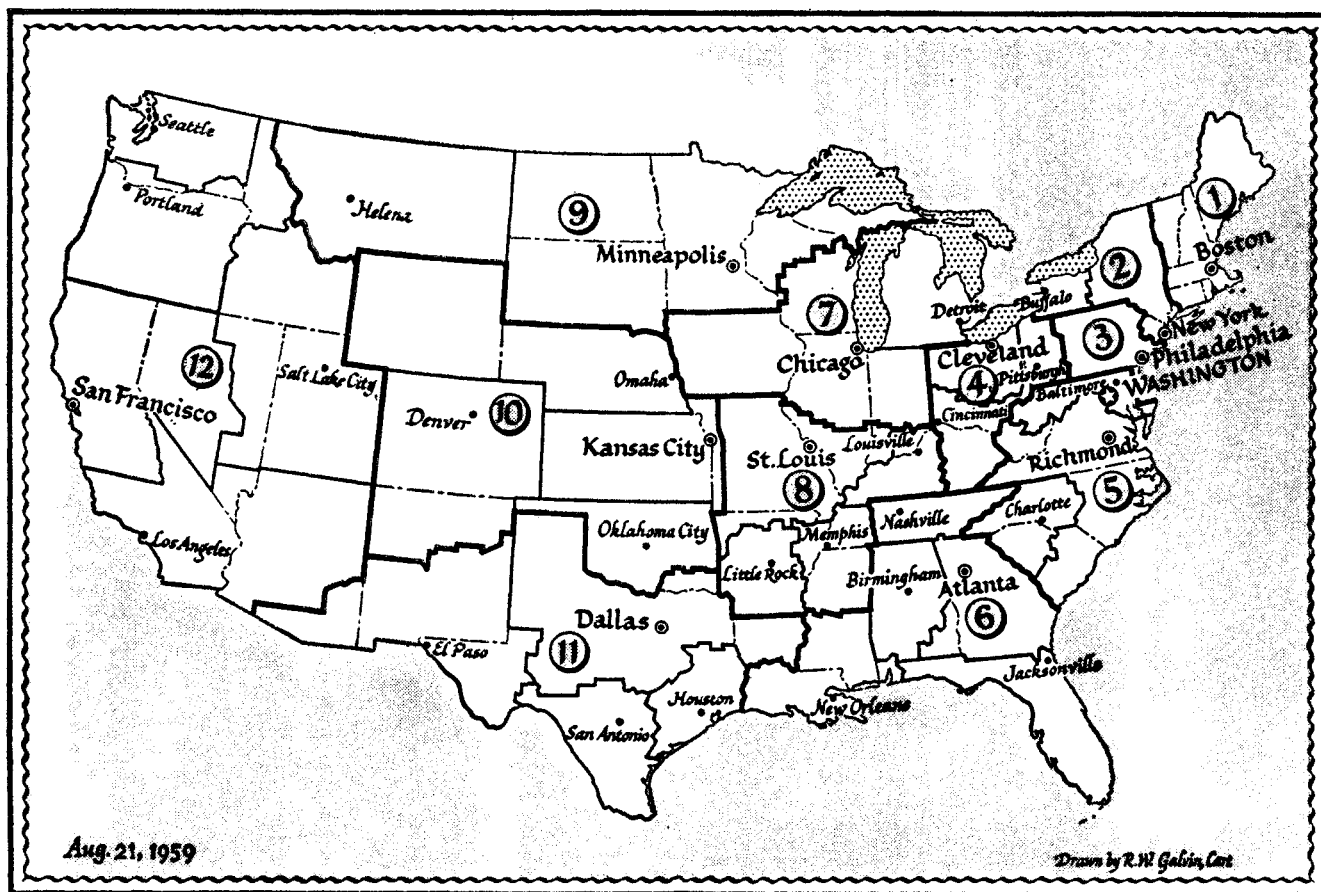 Seattle
Portland
Helena
9
1
Minneapolis
Boston
2
Detroit
Buffalo
7
New York
3
Philadelphia
Cleveland
Chicago
Pittsburgh
WASHINGTON
12
Salt Lake City
Omaha
4
Baltimore
San Francisco
Denver
10
Cincinnati
Kansas City
St. Louis
Louisville
Richmond
8
5
Nashville
Charlotte
Los Angeles
Oklahoma City
Memphis
Little Rock
Birmingham
Atlanta
Dallas
6
11
El Paso
Jacksonville
Houston
New Orleans
San Antonio
Aug. 21, 1959
Drawn by R.W. Galvin, Cart.